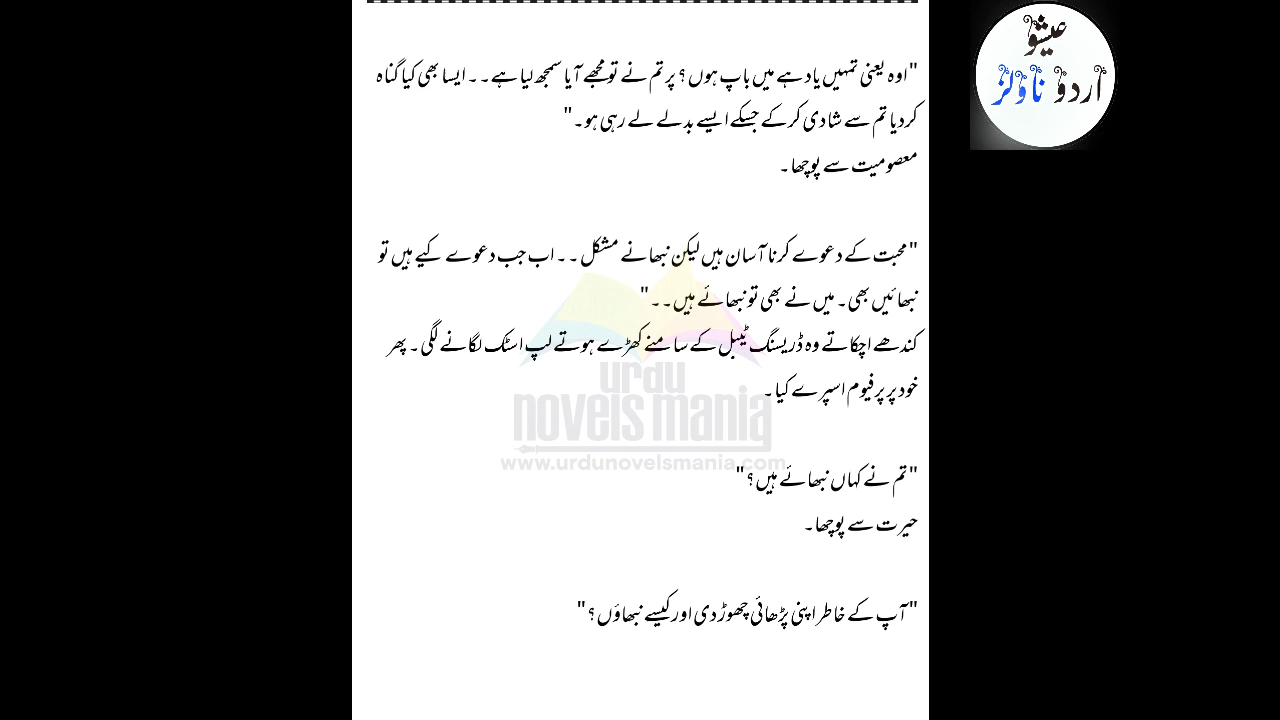 عیشو
اردو ناولز
"اوہ یعنی تمہیں یاد ہے میں باپ ہوں؟ پر تم نے تو مجھے آیا سمجھ لیا ہے۔۔ ایسا بھی کیا گناہ
کر دیا تم سے شادی کر کے جسکے ایسے بدلے لے رہی ہو۔"
معصومیت سے پوچھا۔
"محبت کے دعوے کرنا آسان ہیں لیکن نبھانے مشکل ۔۔ اب جب دعوے کیے ہیں تو
نبھائیں بھی۔ میں نے بھی تو نبھائے ہیں۔۔"
کندھے اچکاتے وہ ڈریسنگ ٹیبل کے سامنے کھڑے ہوتے لپ اسٹک لگانے لگی ۔ پھر
خود پر پرفیوم اسپرے کیا۔
urdu
novels mania
www.urdunovelsmania.com
"تم نے کہاں نبھائے ہیں؟"
حیرت سے پوچھا۔
"آپ کے خاطر اپنی پڑھائی چھوڑ دی اور کیسے نبھاؤں؟"